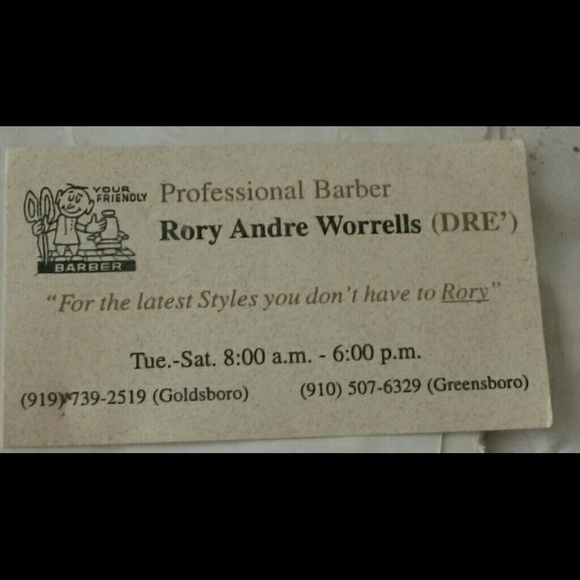 YOUR FRIENDLY
BARBER
Professional Barber
Rory Andre Worrells (DRE')
"For the latest Styles you don't have to Rory"
Tue.-Sat. 8:00 a.m. - 6:00 p.m.
(919) 739-2519 (Goldsboro) (910) 507-6329 (Greensboro)